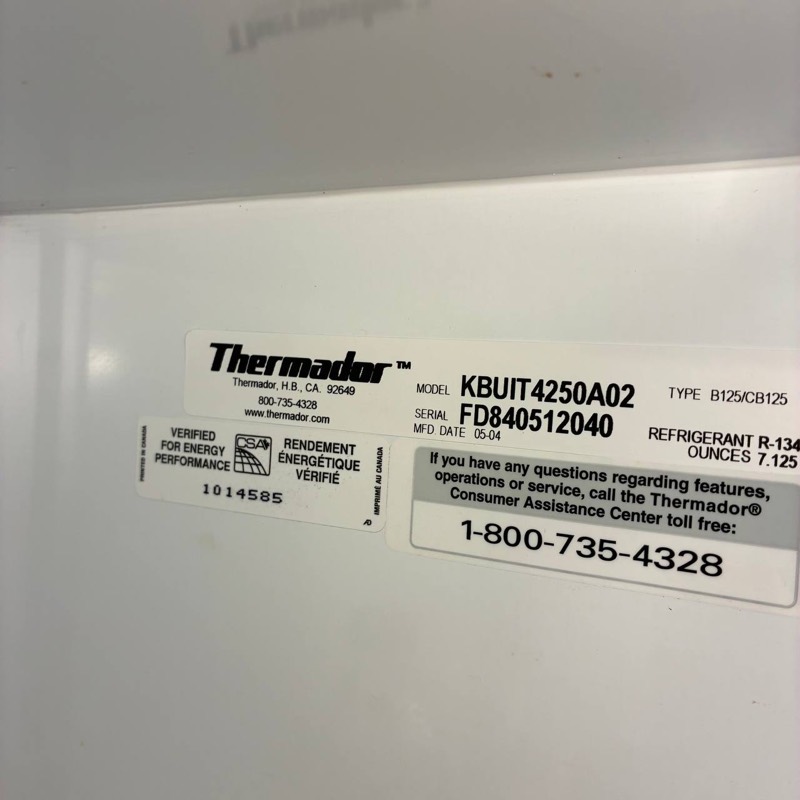 Thermador™
Thermador, H.B., CA. 92649
800-735-4328
www.thermador.com
MODEL KBUIT4250A02
SERIAL FD840512040
MFD. DATE 05-04
TYPE B125/CB125
REFRIGERANT R-134
OUNCES 7.125
PRINTED IN CANADA
VERIFIED
FOR ENERGY
PERFORMANCE
CSA
RENDEMENT
ÉNERGÉTIQUE
VÉRIFIÉ
1014585
IMPRIMÉ AU CANADA
If you have any questions regarding features,
operations or service, call the Thermador®
Consumer Assistance Center toll free:
1-800-735-4328